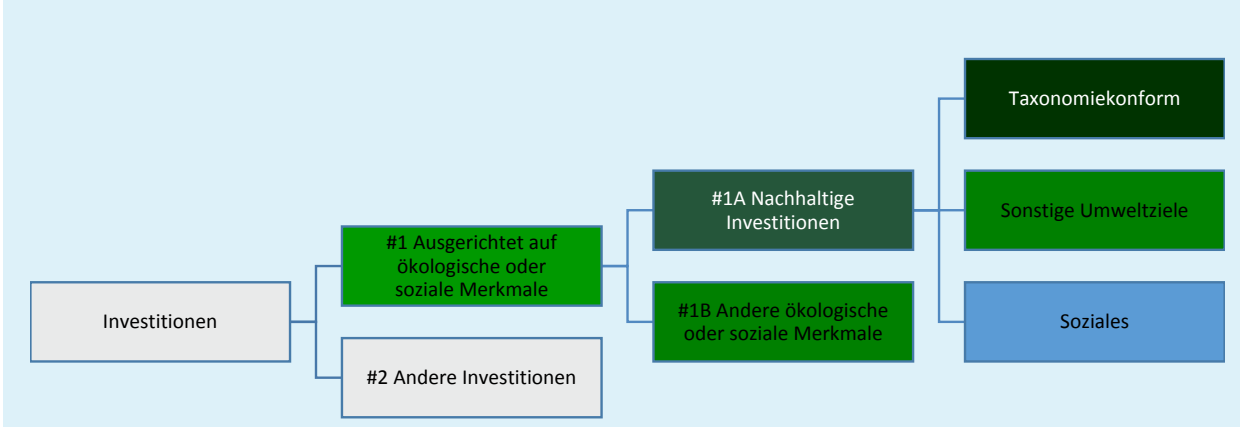 Investitionen
#1 Ausgerichtet auf
ökologische oder
soziale Merkmale
#2 Andere Investitionen
#1A Nachhaltige
Investitionen
#1B Andere ökologische
oder soziale Merkmale
Taxonomiekonform
Sonstige Umweltziele
Soziales